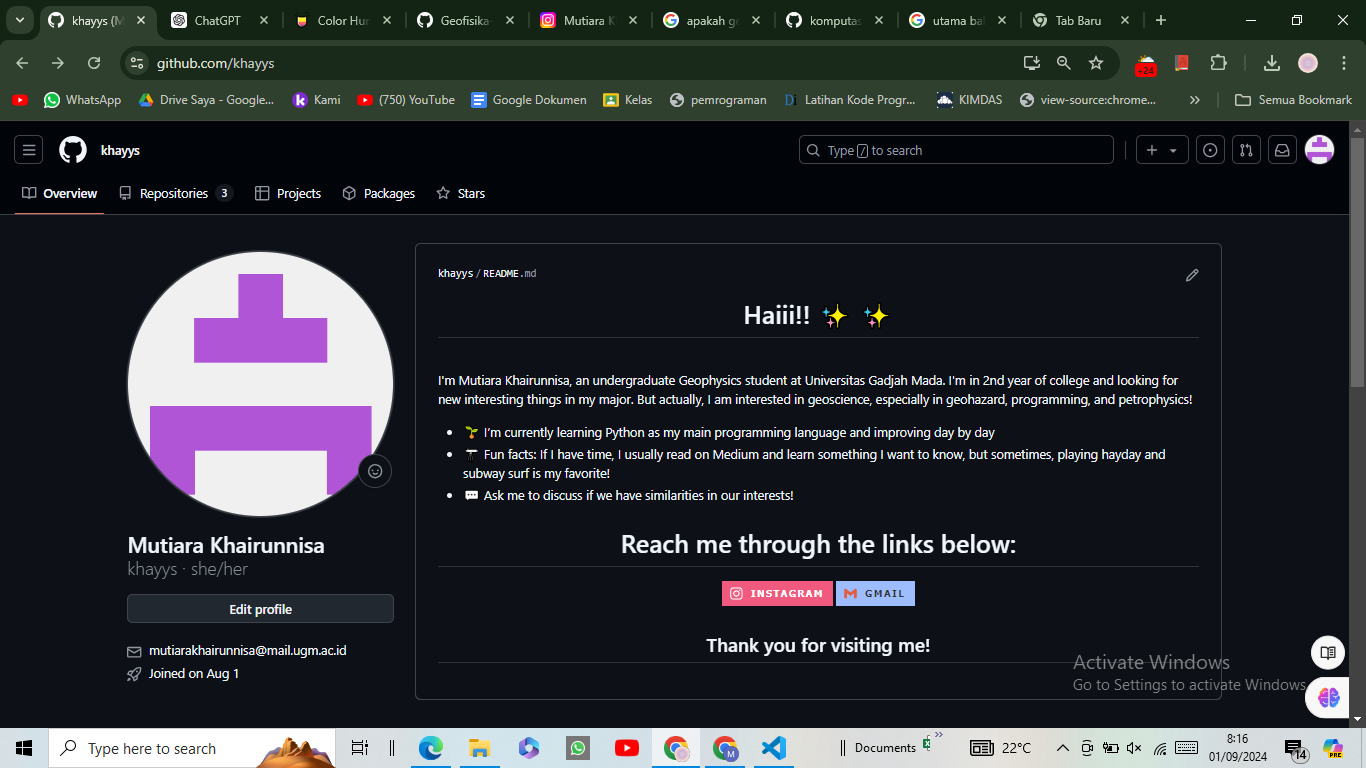 khayys (M
ChatGPT
Color Hun
Geofisika-
Mutiara K
apakah ge
komputas
utama bah
Tab Baru
github.com/khayys
+24
WhatsApp
Drive Saya - Google...
Kami
(750) YouTube
Google Dokumen
Kelas
pemrograman
Latihan Kode Progr...
KIMDAS
view-source:chrome...
Semua Bookmark
khayys
Type / to search
Overview
Repositories 3
Projects
Packages
Stars
khayys / README.md
Haiii!!
I'm Mutiara Khairunnisa, an undergraduate Geophysics student at Universitas Gadjah Mada. I'm in 2nd year of college and looking for
new interesting things in my major. But actually, I am interested in geoscience, especially in geohazard, programming, and petrophysics!
I'm currently learning Python as my main programming language and improving day by day
Fun facts: If I have time, I usually read on Medium and learn something I want to know, but sometimes, playing hayday and
subway surf is my favorite!
Ask me to discuss if we have similarities in our interests!
Reach me through the links below:
INSTAGRAM
GMAIL
Thank you for visiting me!
Mutiara Khairunnisa
khayys · she/her
Edit profile
mutiarakhairunnisa@mail.ugm.ac.id
Joined on Aug 1
Activate Windows
Go to Settings to activate Windows.
Type here to search
M
Documents
22°C
8:16
01/09/2024
14
PRE